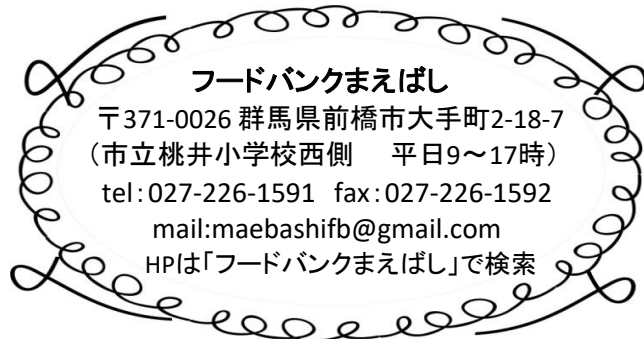 フードバンクまえばし
〒371-0026 群馬県前橋市大手町2-18-7
（市立桃井小学校西側　平日9～17時）
tel：027-226-1591 fax：027-226-1592
mail:maebashifb@gmail.com
HPは「フードバンクまえばし」で検索